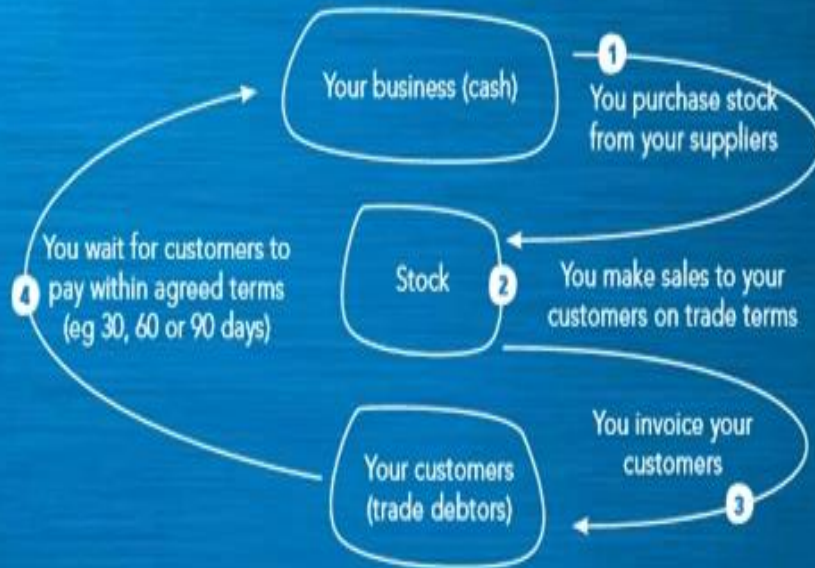 Your business (cash)
1
You purchase stock
from your suppliers
Stock
2
You make sales to your
customers on trade terms
You invoice your
customers
3
Your customers
(trade debtors)
You wait for customers to
4
pay within agreed terms
(eg 30, 60 or 90 days)